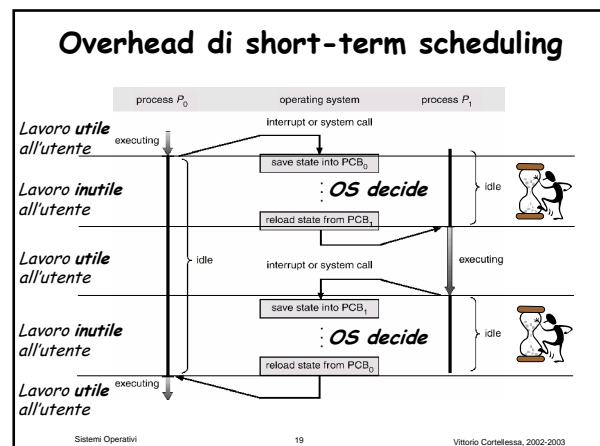 Overhead di short-term scheduling
process P0 operating system process P1
interrupt or system call
Lavoro utile
all'utente
executing
save state into PCB0
Lavoro inutile
all'utente
OS decide
idle
reload state from PCB1
Lavoro utile
all'utente
idle
interrupt or system call
executing
save state into PCB1
Lavoro inutile
all'utente
OS decide
idle
reload state from PCB0
Lavoro utile
all'utente
executing
Sistemi Operativi 19 Vittorio Cortellessa, 2002-2003